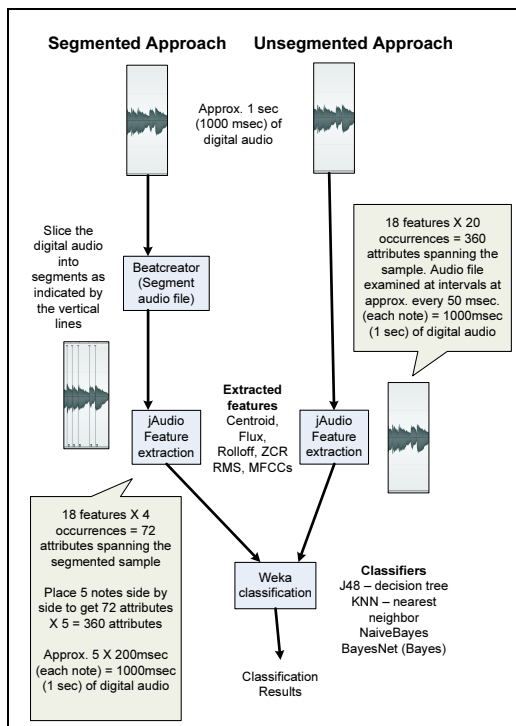 Segmented Approach
Unsegmented Approach
Approx. 1 sec
(1000 msec) of
digital audio
Slice the
digital audio
into
segments as
indicated by
the vertical
lines
Beatcreator
(Segment
audio file)
18 features X 20
occurrences = 360
attributes spanning the
sample. Audio file
examined at intervals at
approx. every 50 msec.
(each note) = 1000msec
(1 sec) of digital audio
jAudio
Feature
extraction
Extracted
features
Centroid,
Flux,
Rolloff, ZCR
RMS, MFCCs
jAudio
Feature
extraction
18 features X 4
occurrences = 72
attributes spanning the
segmented sample
Place 5 notes side by
side to get 72 attributes
X 5 = 360 attributes
Approx. 5 X 200msec
(each note) = 1000msec
(1 sec) of digital audio
Weka
classification
Classifiers
J48 – decision tree
KNN – nearest
neighbor
NaiveBayes
BayesNet (Bayes)
Classification
Results